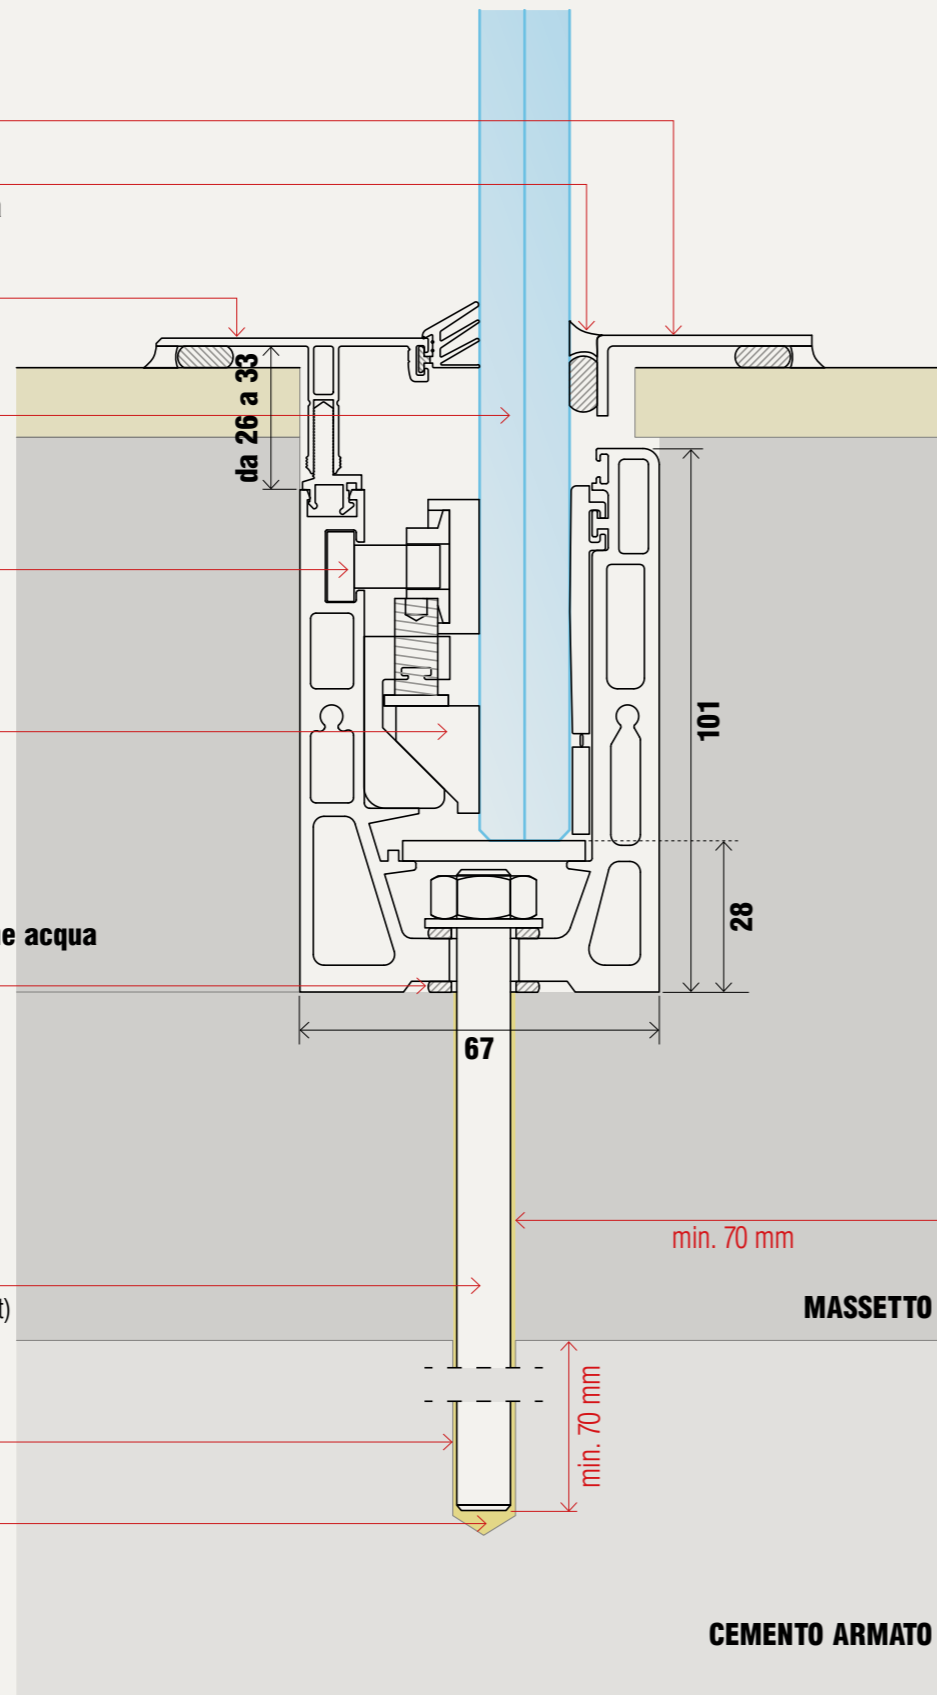 da 26 a 33
101
e acqua
28
67
min. 70 mm
t)
MASSETTO
min. 70 mm
CEMENTO ARMATO